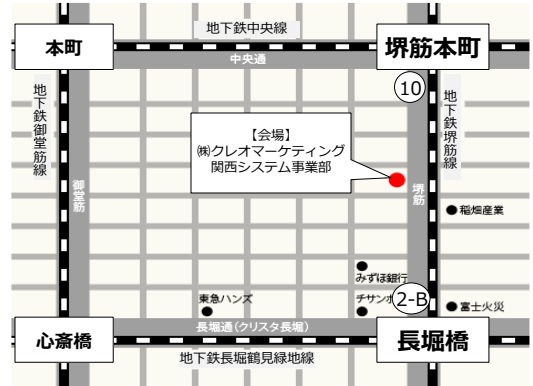 地下鉄中央線
本町
堺筋本町
中央通
10
地下鉄御堂筋線
地下鉄堺筋線
【会場】
㈱クレオマーケティング
関西システム事業部
御堂筋
堺筋
稲畑産業
みずほ銀行
東急ハンズ
チサンホ
2-B
富士火災
長堀通(クリスタ長堀)
心斎橋
長堀橋
地下鉄長堀鶴見緑地線